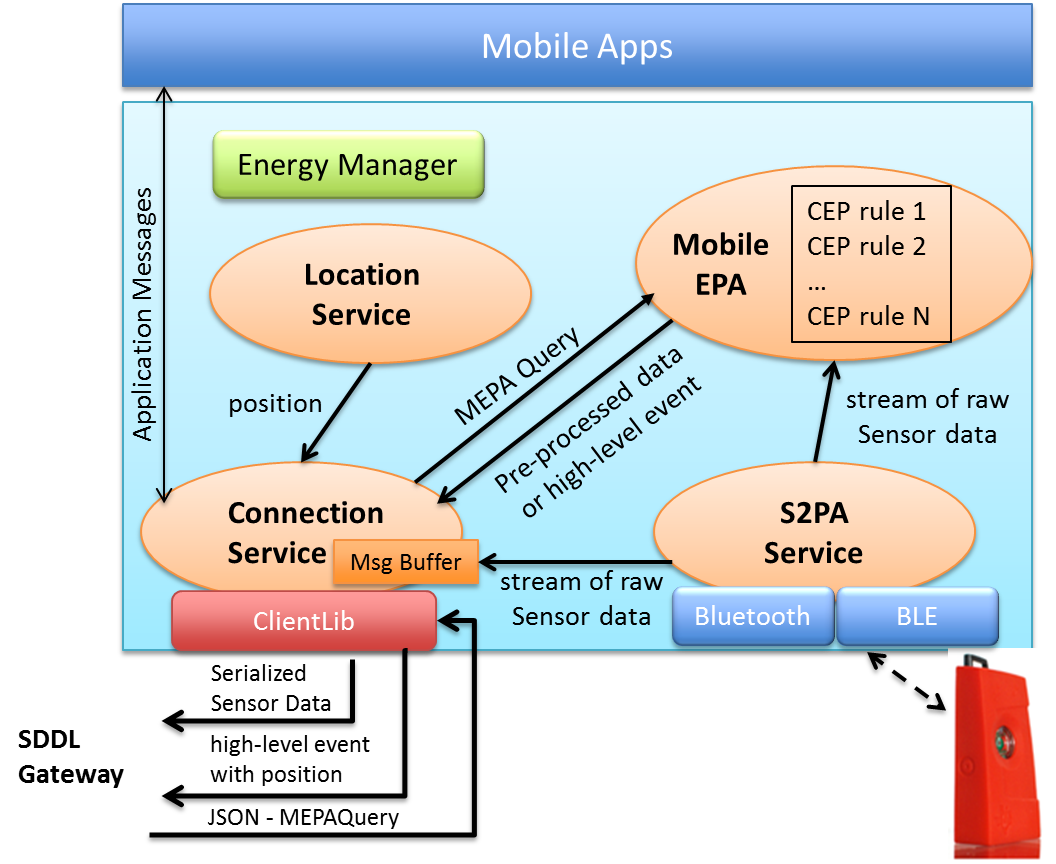 Mobile Apps
Energy Manager
Application Messages
Location
Service
Mobile
EPA
CEP rule 1
CEP rule 2
...
CEP rule N
position
MEPA Query
Pre-processed data
or high-level event
stream of raw
Sensor data
Connection
Service
Msg Buffer
S2PA
Service
stream of raw
Sensor data
ClientLib
Bluetooth
BLE
Serialized
Sensor Data
SDDL
Gateway
high-level event
with position
JSON - MEPAQuery